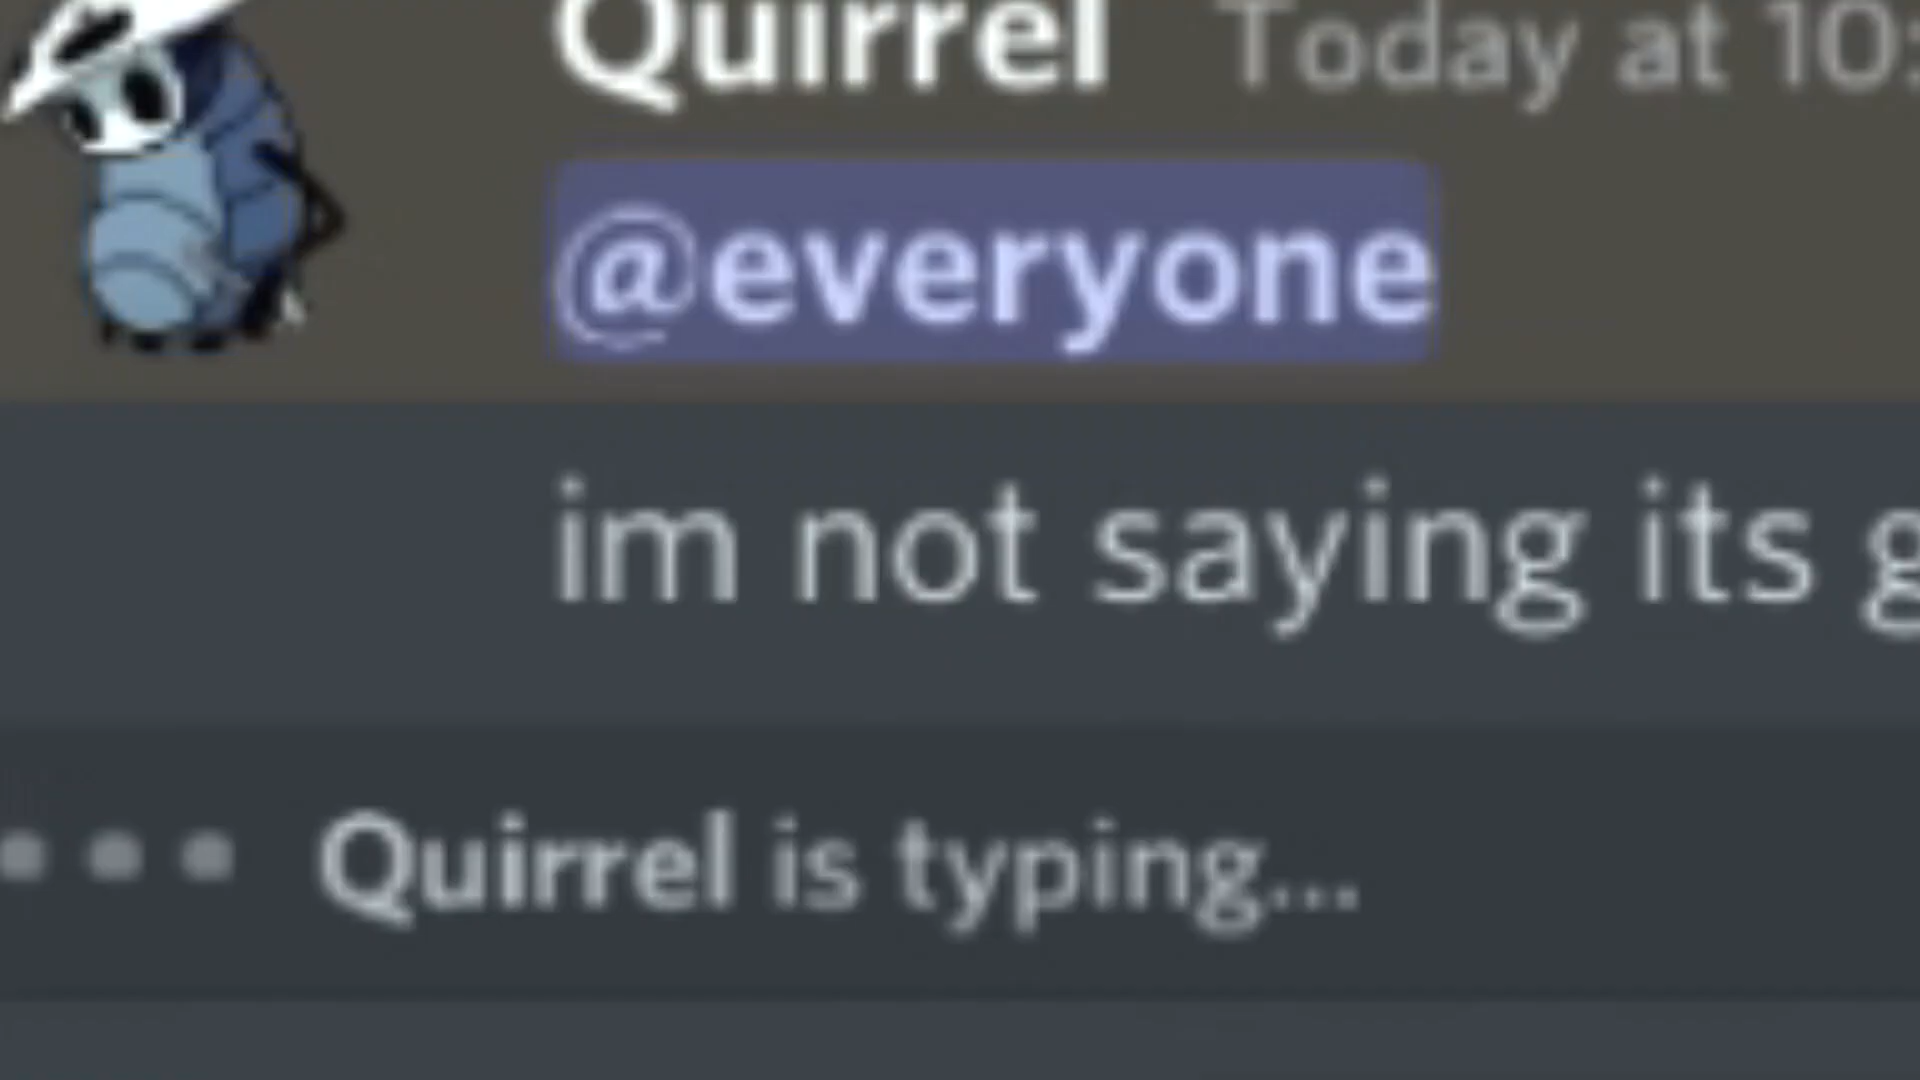 Quirrel Today at 10:
@everyone
im not saying its
Quirrel is typing...